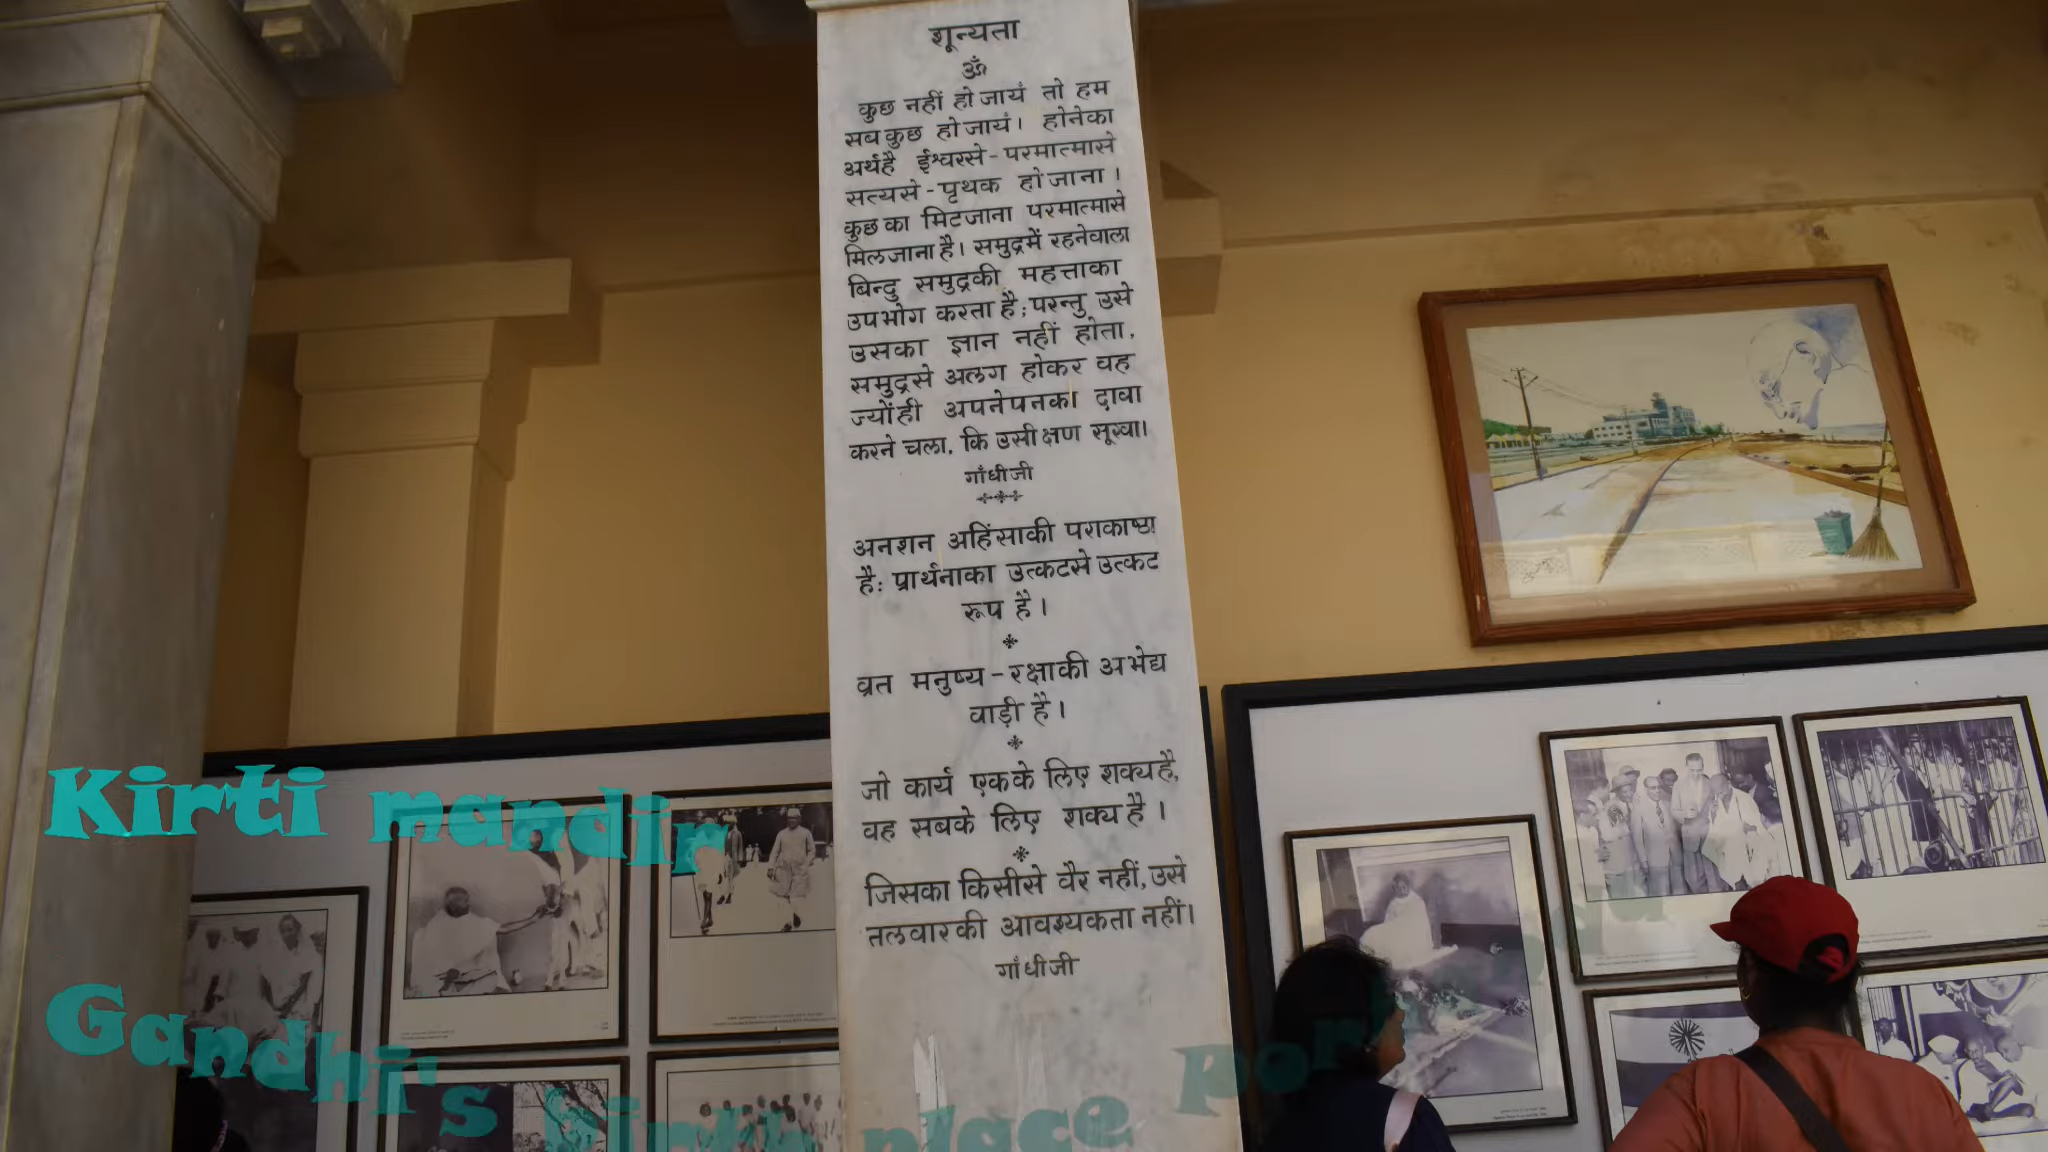 शून्यता
ॐ
कुछ नहीं हो जायं तो हम
सब कुछ हो जायं। होनेका
अर्थहै ईश्वरसे-परमात्मासे
सत्यसे-पृथक हो जाना।
कुछ का मिटजाना परमात्मासे
मिलजाना है। समुद्रमें रहनेवाला
बिन्दु समुद्रकी महत्ताका
उपभोग करता है; परन्तु उसे
उसका ज्ञान नहीं होता.
समुद्रसे अलग होकर वह
ज्योंही अपनेपनका दावा
करने चला, कि उसी क्षण सूखा।
गाँधीजी
अनशन अहिंसाकी पराकाष्ठा
है: प्रार्थनाका उत्कटसे उत्कट
रूप है।
व्रत मनुष्य-रक्षाकी अभेद्य
वाड़ी है।
जो कार्य एकके लिए शक्य है,
वह सबके लिए शक्य है।
जिसका किसीसे वैर नहीं, उसे
तलवार की आवश्यकता नहीं।
गाँधीजी
Kirti mandir
Gandhi's birth place